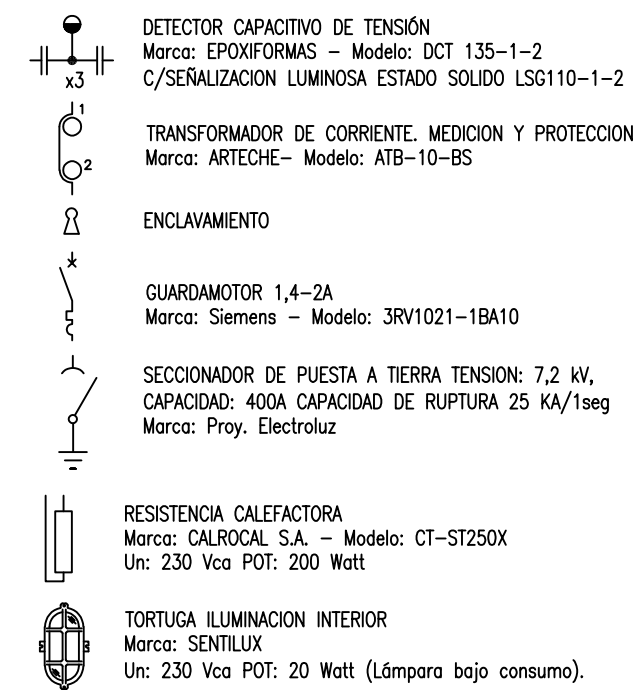 DETECTOR CAPACITIVO DE TENSIÓN
Marca: EPOXIFORMAS – Modelo: DCT 135–1–2
x3
C/SEÑALIZACION LUMINOSA ESTADO SOLIDO LSG110–1–2
1
TRANSFORMADOR DE CORRIENTE. MEDICION Y PROTECCION
2
Marca: ARTECHE– Modelo: ATB–10–BS
ENCLAVAMIENTO
GUARDAMOTOR 1,4–2A
Marca: Siemens – Modelo: 3RV1021–1BA10
SECCIONADOR DE PUESTA A TIERRA TENSION: 7,2 kV,
CAPACIDAD: 400A CAPACIDAD DE RUPTURA 25 KA/1seg
Marca: Proy. Electroluz
RESISTENCIA CALEFACTORA
Marca: CALROCAL S.A. – Modelo: CT–ST250X
Un: 230 Vca POT: 200 Watt
TORTUGA ILUMINACION INTERIOR
Marca: SENTILUX
Un: 230 Vca POT: 20 Watt (Lámpara bajo consumo).